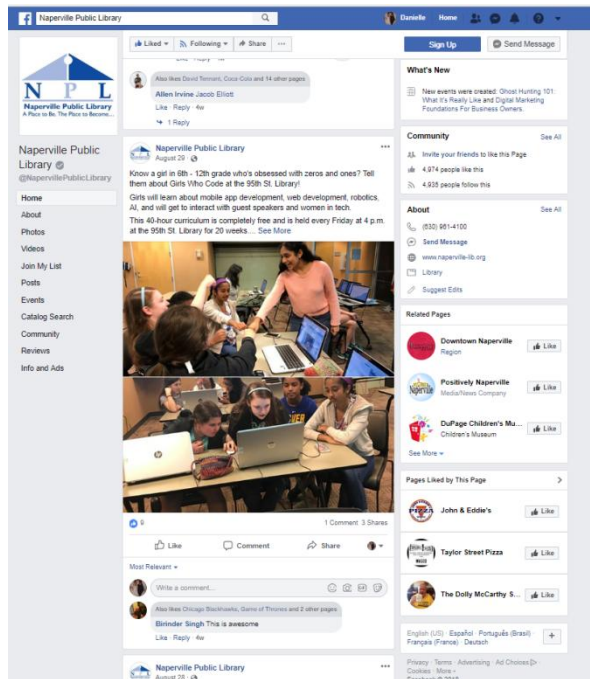 Naperville Public Library
Danielle
Home
Liked
Following
Share
Sign Up
Send Message
Also likes David Tennant, Coca Cola and 14 other pages
Allen Irvine Jacob Elliott
Like · Reply · 4w
1 Reply
NPL
Naperville Public Library
A Place to Be. The Place to Become...
Naperville Public
Library
@NapervillePublicLibrary
Home
About
Photos
Videos
Join My List
Posts
Events
Catalog Search
Community
Reviews
Info and Ads
Naperville Public Library
August 29 ·
Know a girl in 6th - 12th grade who's obsessed with zeros and ones? Tell
them about Girls Who Code at the 95th St. Library!
Girls will learn about mobile app development, web development, robotics,
AI, and will get to interact with guest speakers and women in tech.
This 40-hour curriculum is completely free and is held every Friday at 4 p.m.
at the 95th St. Library for 20 weeks.... See More
9
1 Comment 3 Shares
Like
Comment
Share
Most Relevant
Write a comment...
Also likes Chicago Blackhawks, Game of Thrones and 2 other pages
Birinder Singh This is awesome
Like · Reply · 4w
Naperville Public Library
August 28 ·
What's New
New events were created: Ghost Hunting 101:
What It's Really Like and Digital Marketing
Foundations For Business Owners.
Community
See All
Invite your friends to like this Page
4,974 people like this
4,935 people follow this
About
See All
(630) 961-4100
Send Message
www.naperville-lib.org
Library
Suggest Edits
Related Pages
Downtown Naperville
Region
Like
Positively Naperville
Media/News Company
Like
DuPage Children's Mu...
Children's Museum
Like
See More
Pages Liked by This Page
John & Eddie's
Like
Taylor Street Pizza
Like
The Dolly McCarthy S...
Like
English (US) · Español · Português (Brasil) ·
Français (France) · Deutsch
Privacy · Terms · Advertising · Ad Choices ·
Cookies · More